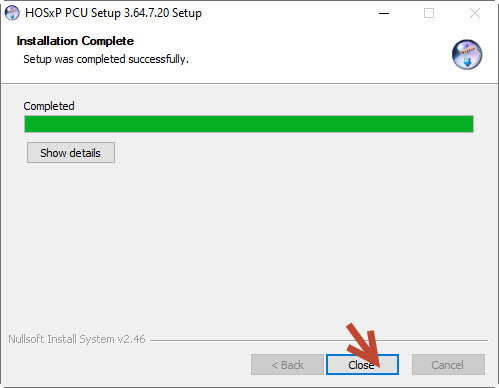 HOSxP PCU Setup 3.64.7.20 Setup
Installation Complete
Setup was completed successfully.
Completed
Show details
Nullsoft Install System v2.46
< Back
Close
Cancel